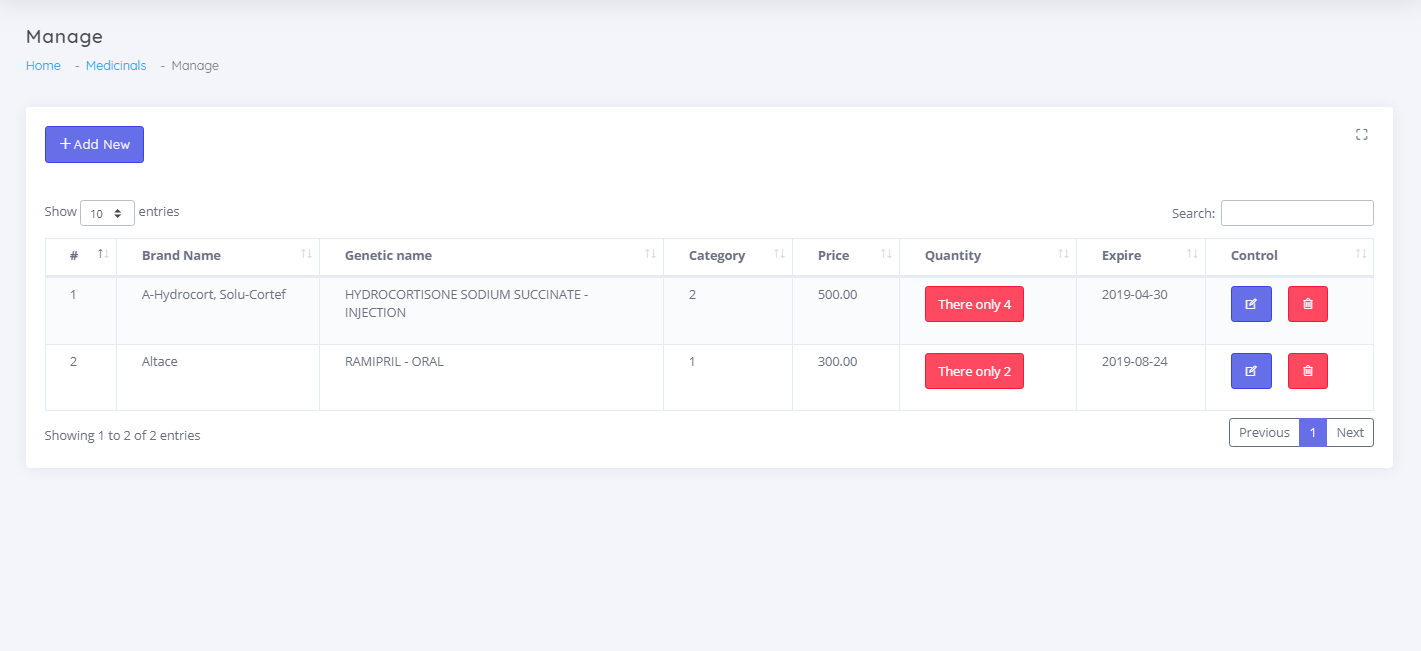 Manage
Home - Medicinals - Manage
+Add New
Show 10 entries
Search:
# Brand Name Genetic name Category Price Quantity Expire Control
1 A-Hydrocort, Solu-Cortef HYDROCORTISONE SODIUM SUCCINATE - 2 500.00 There only 4 2019-04-30
INJECTION
2 Altace RAMIPRIL - ORAL 1 300.00 There only 2 2019-08-24
Showing 1 to 2 of 2 entries
Previous 1 Next